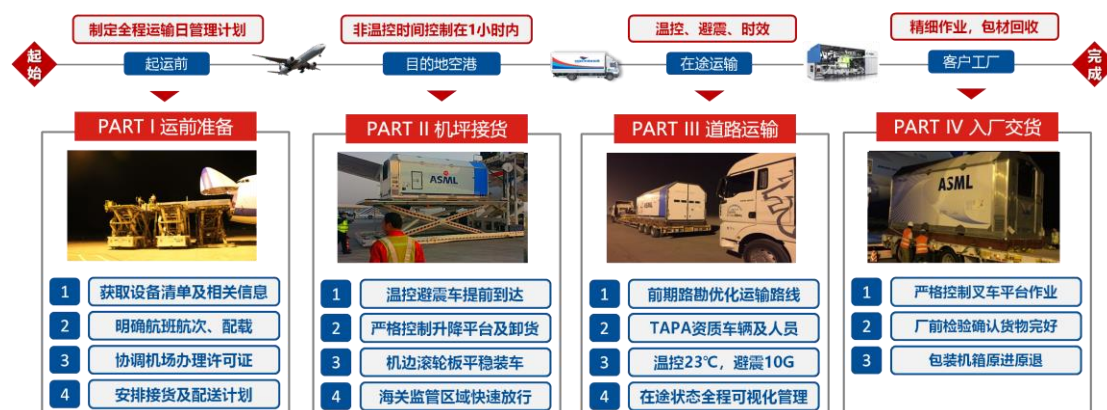 制定全程运输日管理计划
非温控时间控制在1小时内
温控、避震、时效
精细作业，包材回收
起始
起运前
目的地空港
在途运输
客户工厂
完成
PART I 运前准备
PART II 机坪接货
PART III 道路运输
PART IV 入厂交货
ASML
ASML
ASML
1 获取设备清单及相关信息
2 明确航班航次、配载
3 协调机场办理许可证
4 安排接货及配送计划
1 温控避震车提前到达
2 严格控制升降平台及卸货
3 机边滚轮板平稳装车
4 海关监管区域快速放行
1 前期路勘优化运输路线
2 TAPA资质车辆及人员
3 温控23℃，避震10G
4 在途状态全程可视化管理
1 严格控制叉车平台作业
2 厂前检验确认货物完好
3 包装机箱原进原退